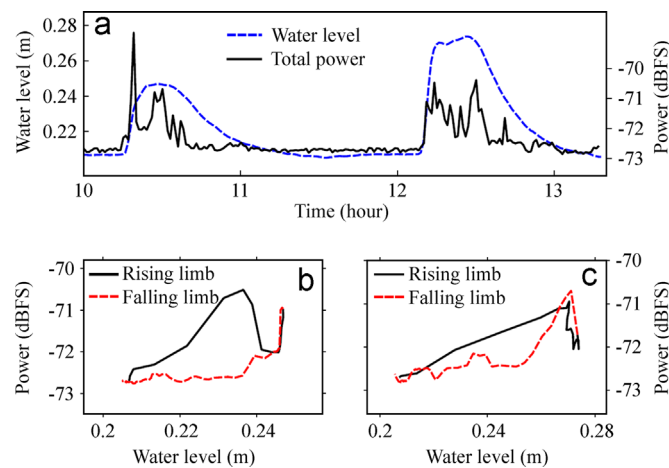 a
Water level
Total power
0.28
0.26
0.24
0.22
Water level (m)
-70
-71
-72
-73
Power (dBFS)
10
11
12
13
Time (hour)
b
Rising limb
Falling limb
-70
-71
-72
-73
Power (dBFS)
0.2
0.22
0.24
Water level (m)
c
Rising limb
Falling limb
-70
-71
-72
-73
Power (dBFS)
0.2
0.24
0.28
Water level (m)